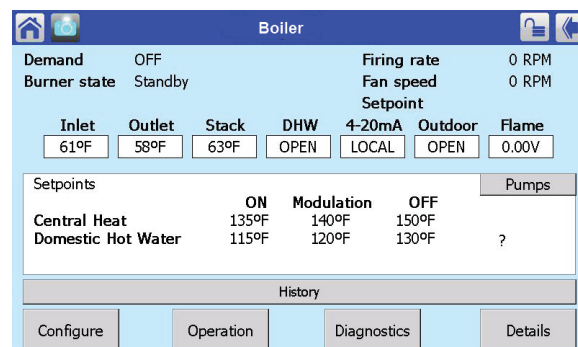 Boiler
Demand OFF Firing rate 0 RPM
Burner state Standby Fan speed 0 RPM
Setpoint
Inlet Outlet Stack DHW 4-20mA Outdoor Flame
61ºF 58ºF 63ºF OPEN LOCAL OPEN 0.00V
Setpoints Pumps
ON Modulation OFF
Central Heat 135ºF 140ºF 150ºF
Domestic Hot Water 115ºF 120ºF 130ºF ?
History
Configure Operation Diagnostics Details